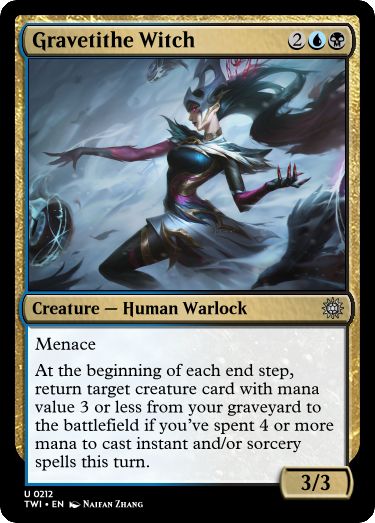 Gravetithe Witch 2
Creature — Human Warlock
Menace
At the beginning of each end step,
return target creature card with mana
value 3 or less from your graveyard to
the battlefield if you've spent 4 or more
mana to cast instant and/or sorcery
spells this turn.
3/3
U 0212
TWI • EN Naifan Zhang